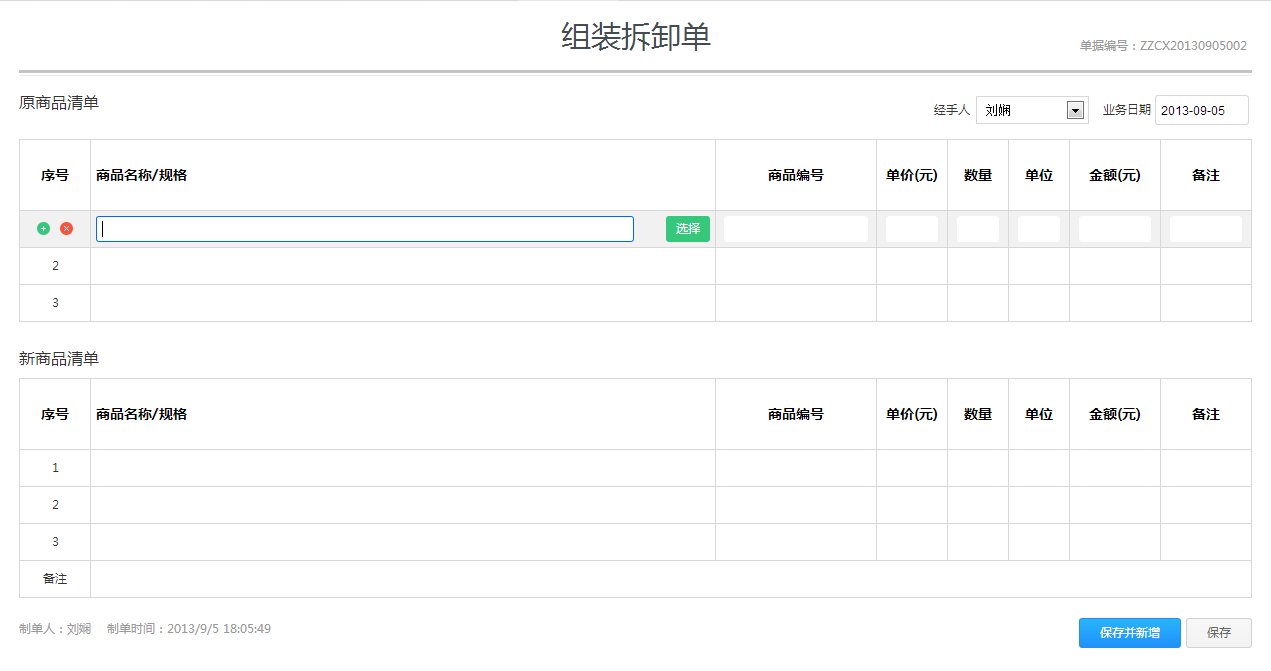 组装拆卸单
单据编号：ZZCX20130905002
原商品清单
经手人 刘娴 业务日期 2013-09-05
序号 商品名称/规格 商品编号 单价(元) 数量 单位 金额(元) 备注
选择
2
3
新商品清单
序号 商品名称/规格 商品编号 单价(元) 数量 单位 金额(元) 备注
1
2
3
备注
制单人：刘娴 制单时间：2013/9/5 18:05:49
保存并新增 保存